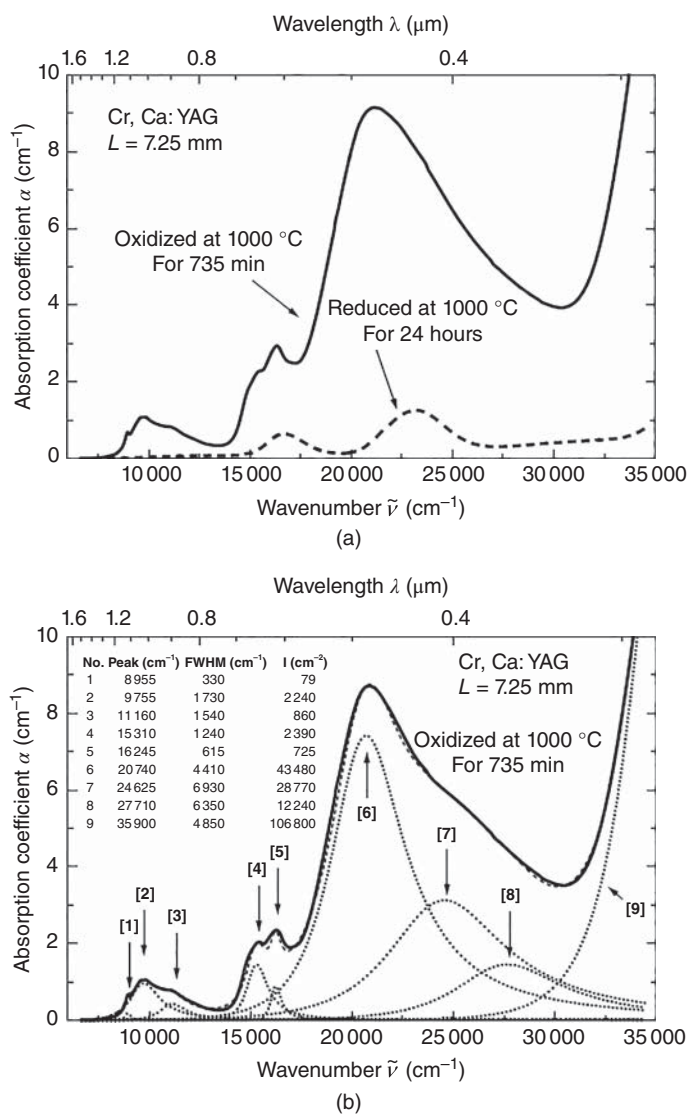 Wavelength λ (μm)
1.6 1.2 0.8 0.4
10
8
6
4
2
0
Absorption coefficient α (cm⁻¹)
Cr, Ca: YAG
L = 7.25 mm
Oxidized at 1000 °C
For 735 min
Reduced at 1000 °C
For 24 hours
10 000 15 000 20 000 25 000 30 000 35 000
Wavenumber ν̃ (cm⁻¹)
(a)
Wavelength λ (μm)
1.6 1.2 0.8 0.4
10
8
6
4
2
0
Absorption coefficient α (cm⁻¹)
No. Peak (cm⁻¹) FWHM (cm⁻¹) I (cm⁻²)
1 8 955 330 79
2 9 755 1 730 2 240
3 11 160 1 540 860
4 15 310 1 240 2 390
5 16 245 615 725
6 20 740 4 410 43 480
7 24 625 6 930 28 770
8 27 710 6 350 12 240
9 35 900 4 850 106 800
Cr, Ca: YAG
L = 7.25 mm
Oxidized at 1000 °C
For 735 min
[1]
[2]
[3]
[4]
[5]
[6]
[7]
[8]
[9]
10 000 15 000 20 000 25 000 30 000 35 000
Wavenumber ν̃ (cm⁻¹)
(b)